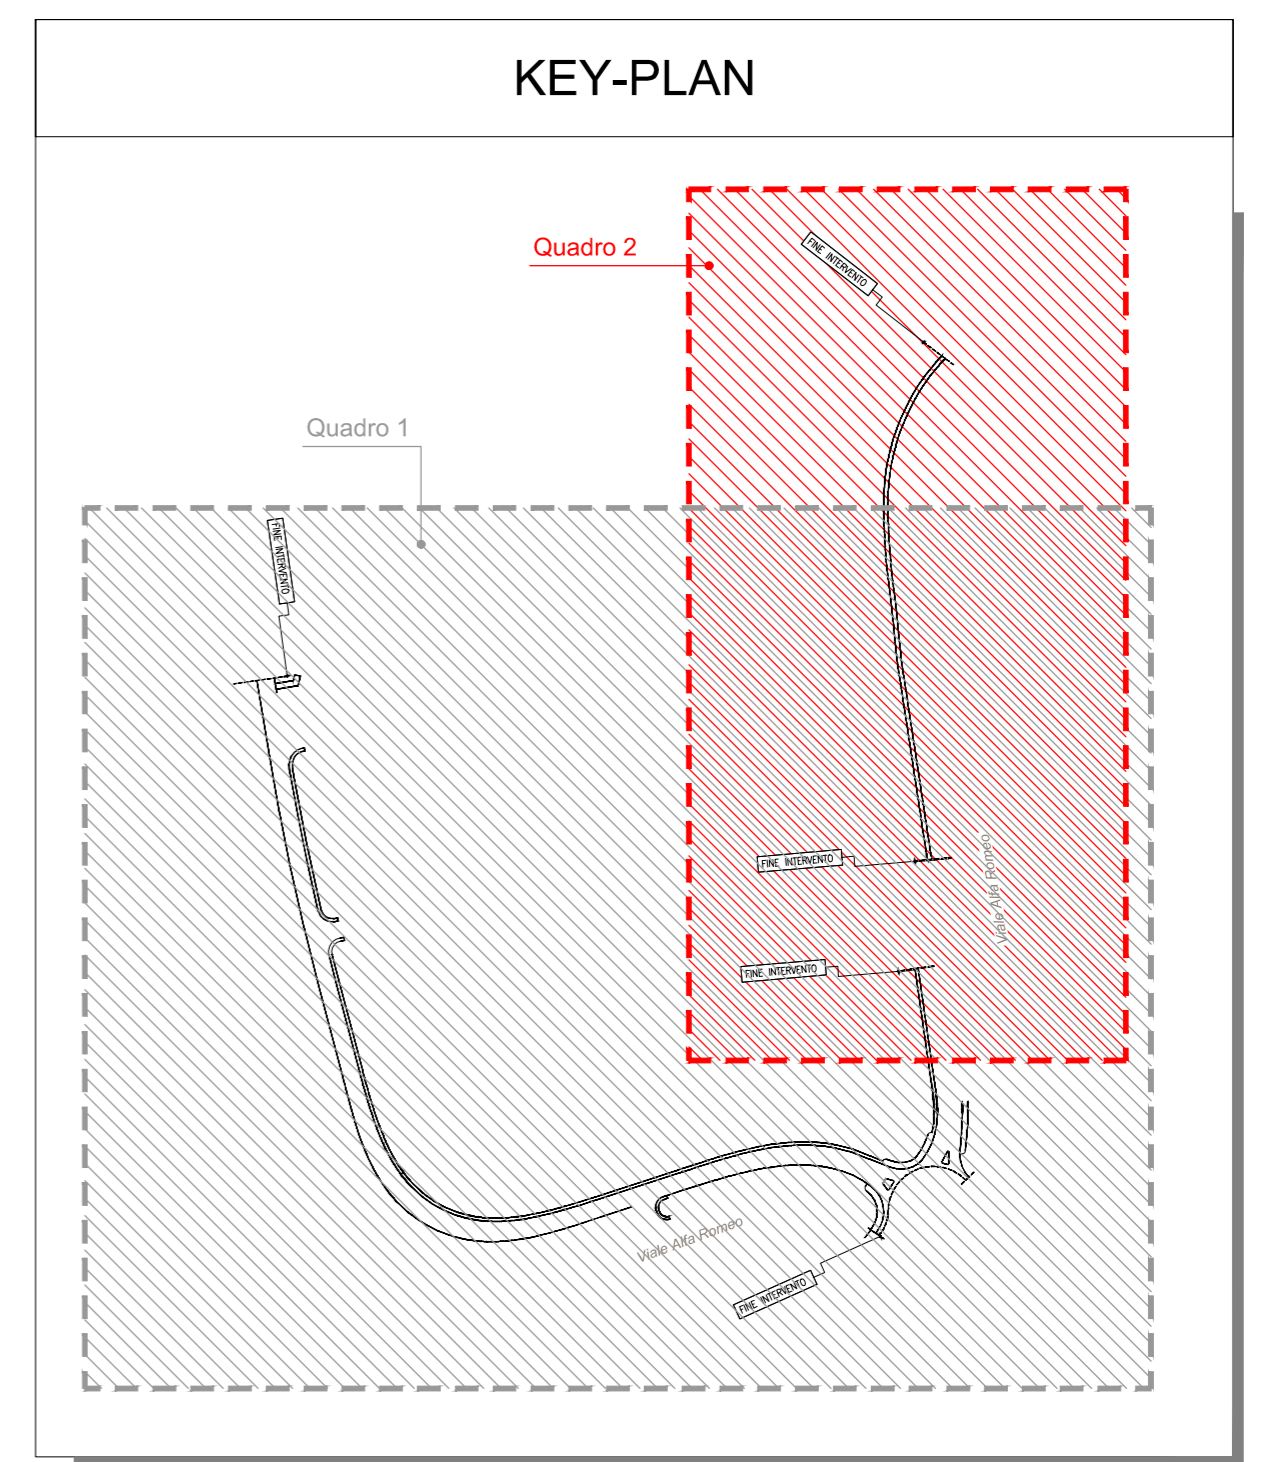 KEY-PLAN
Quadro 2
FINE INTERVENTO
Quadro 1
FINE INTERVENTO
FINE INTERVENTO
Viale Alfa Romeo
FINE INTERVENTO
Viale Alfa Romeo
FINE INTERVENTO